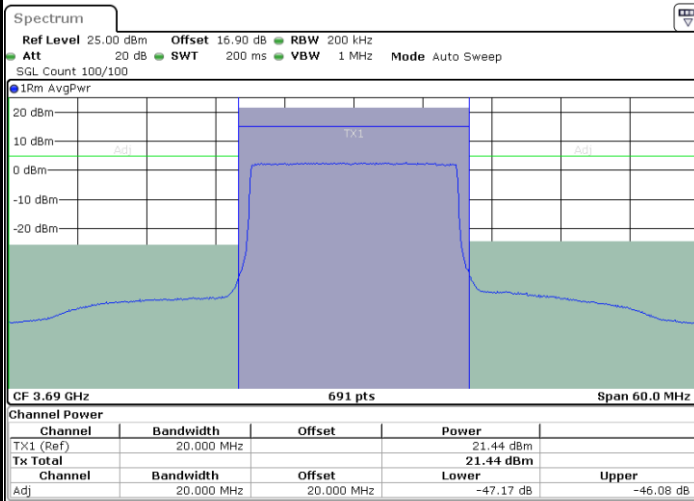 Spectrum
Ref Level 25.00 dBm Offset 16.90 dB RBW 200 kHz
Att 20 dB SWT 200 ms VBW 1 MHz Mode Auto Sweep
SGL Count 100/100
1Rm AvgPwr
20 dBm
TX1
10 dBm
Adj Adj
0 dBm
-10 dBm
-20 dBm
CF 3.69 GHz 691 pts Span 60.0 MHz
Channel Power
Channel Bandwidth Offset Power
TX1 (Ref) 20.000 MHz 21.44 dBm
Tx Total 21.44 dBm
Channel Bandwidth Offset Lower Upper
Adj 20.000 MHz 20.000 MHz -47.17 dB -46.08 dB